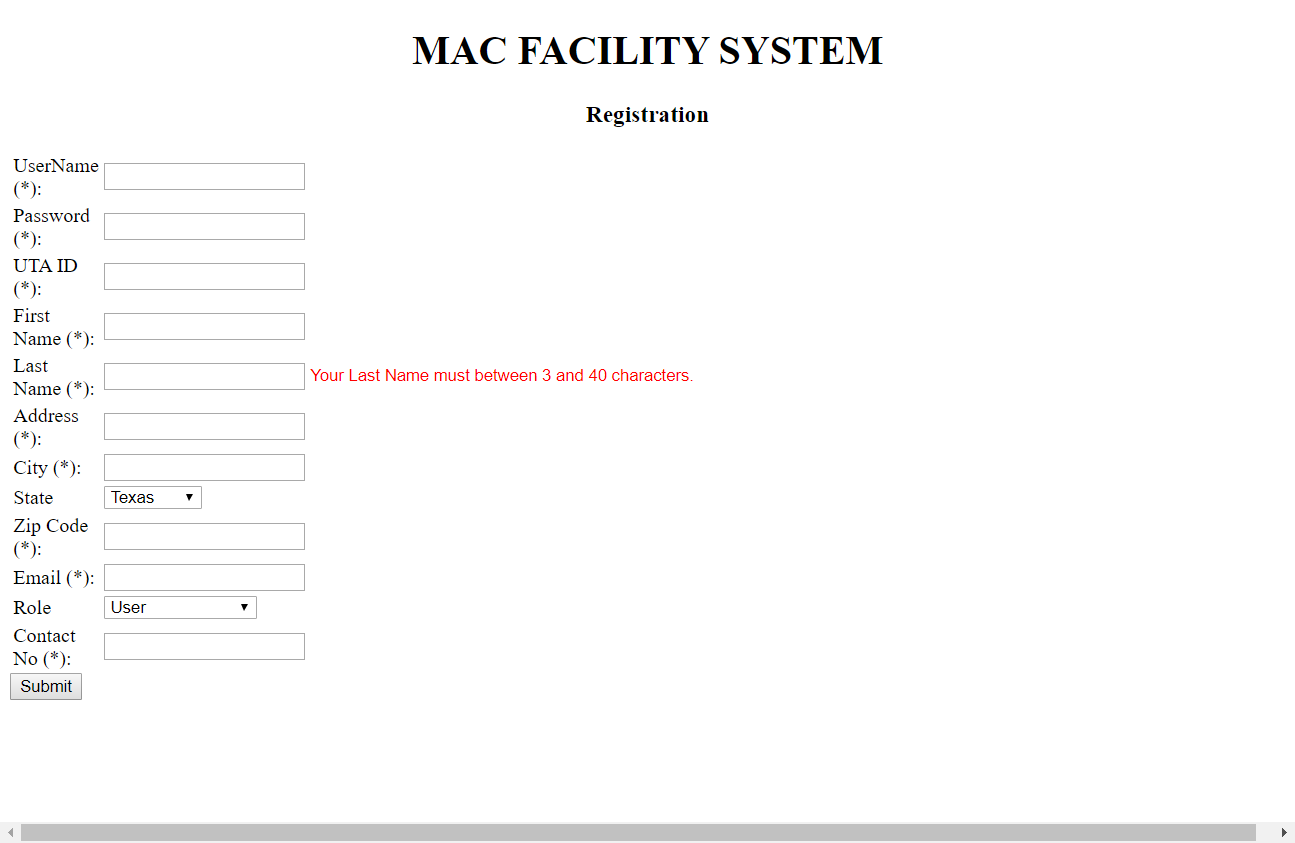 MAC FACILITY SYSTEM
Registration
UserName
(*):
Password
(*):
UTA ID
(*):
First
Name (*):
Last
Name (*):
Your Last Name must between 3 and 40 characters.
Address
(*):
City (*):
State
Texas
Zip Code
(*):
Email (*):
Role
User
Contact
No (*):
Submit